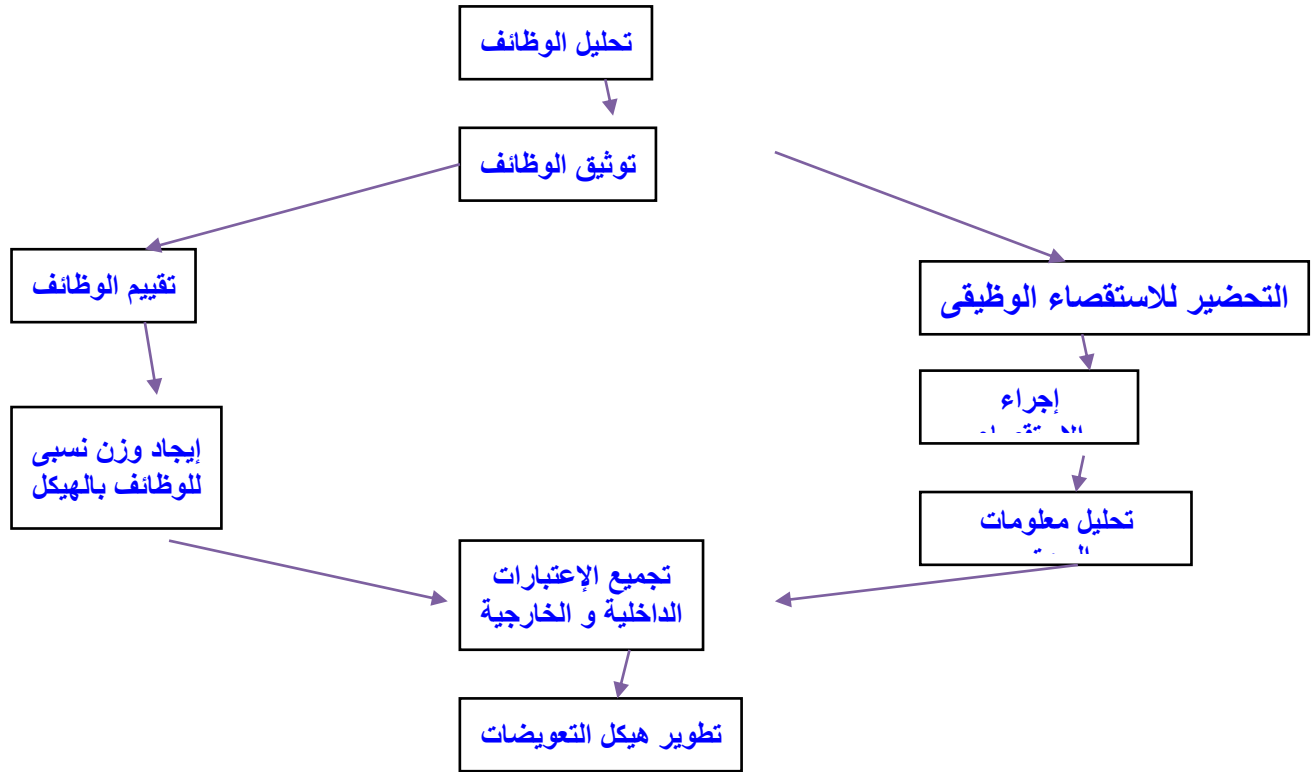 تحليل الوظائف
توثيق الوظائف
تقييم الوظائف
التحضير للاستقصاء الوظيقى
إجراء
إيجاد وزن نسبى
للوظائف بالهيكل
تحليل معلومات
تجميع الإعتبارات
الداخلية و الخارجية
تطوير هيكل التعويضات